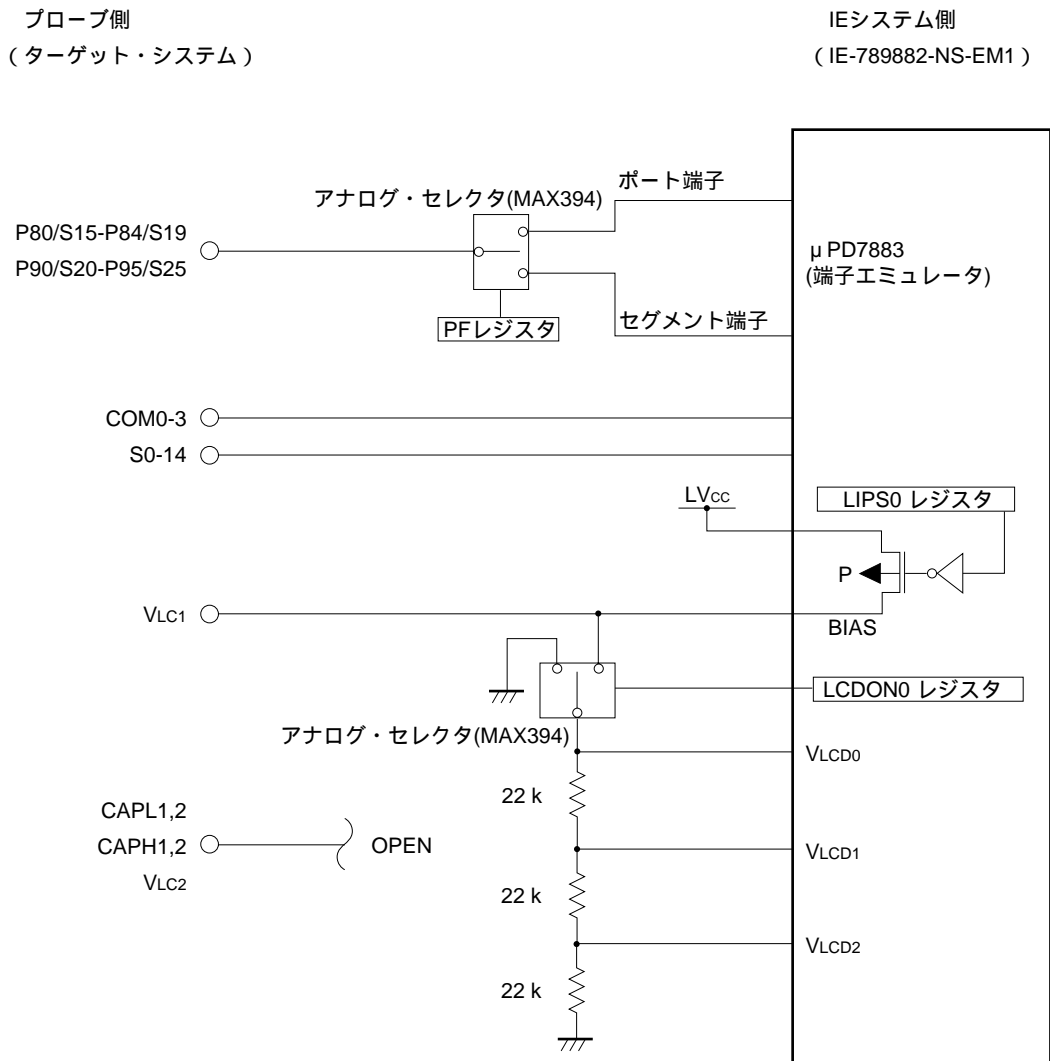 プローブ側
（ターゲット・システム）
IEシステム側
（IE-789882-NS-EM1）
アナログ・セレクタ(MAX394)
ポート端子
P80/S15-P84/S19
P90/S20-P95/S25
μPD7883
(端子エミュレータ)
PFレジスタ
セグメント端子
COM0-3
S0-14
LVCC
LIPS0 レジスタ
P
VLC1
BIAS
LCDON0 レジスタ
アナログ・セレクタ(MAX394)
VLCD0
22 k
CAPL1,2
CAPH1,2
VLC2
OPEN
VLCD1
22 k
VLCD2
22 k